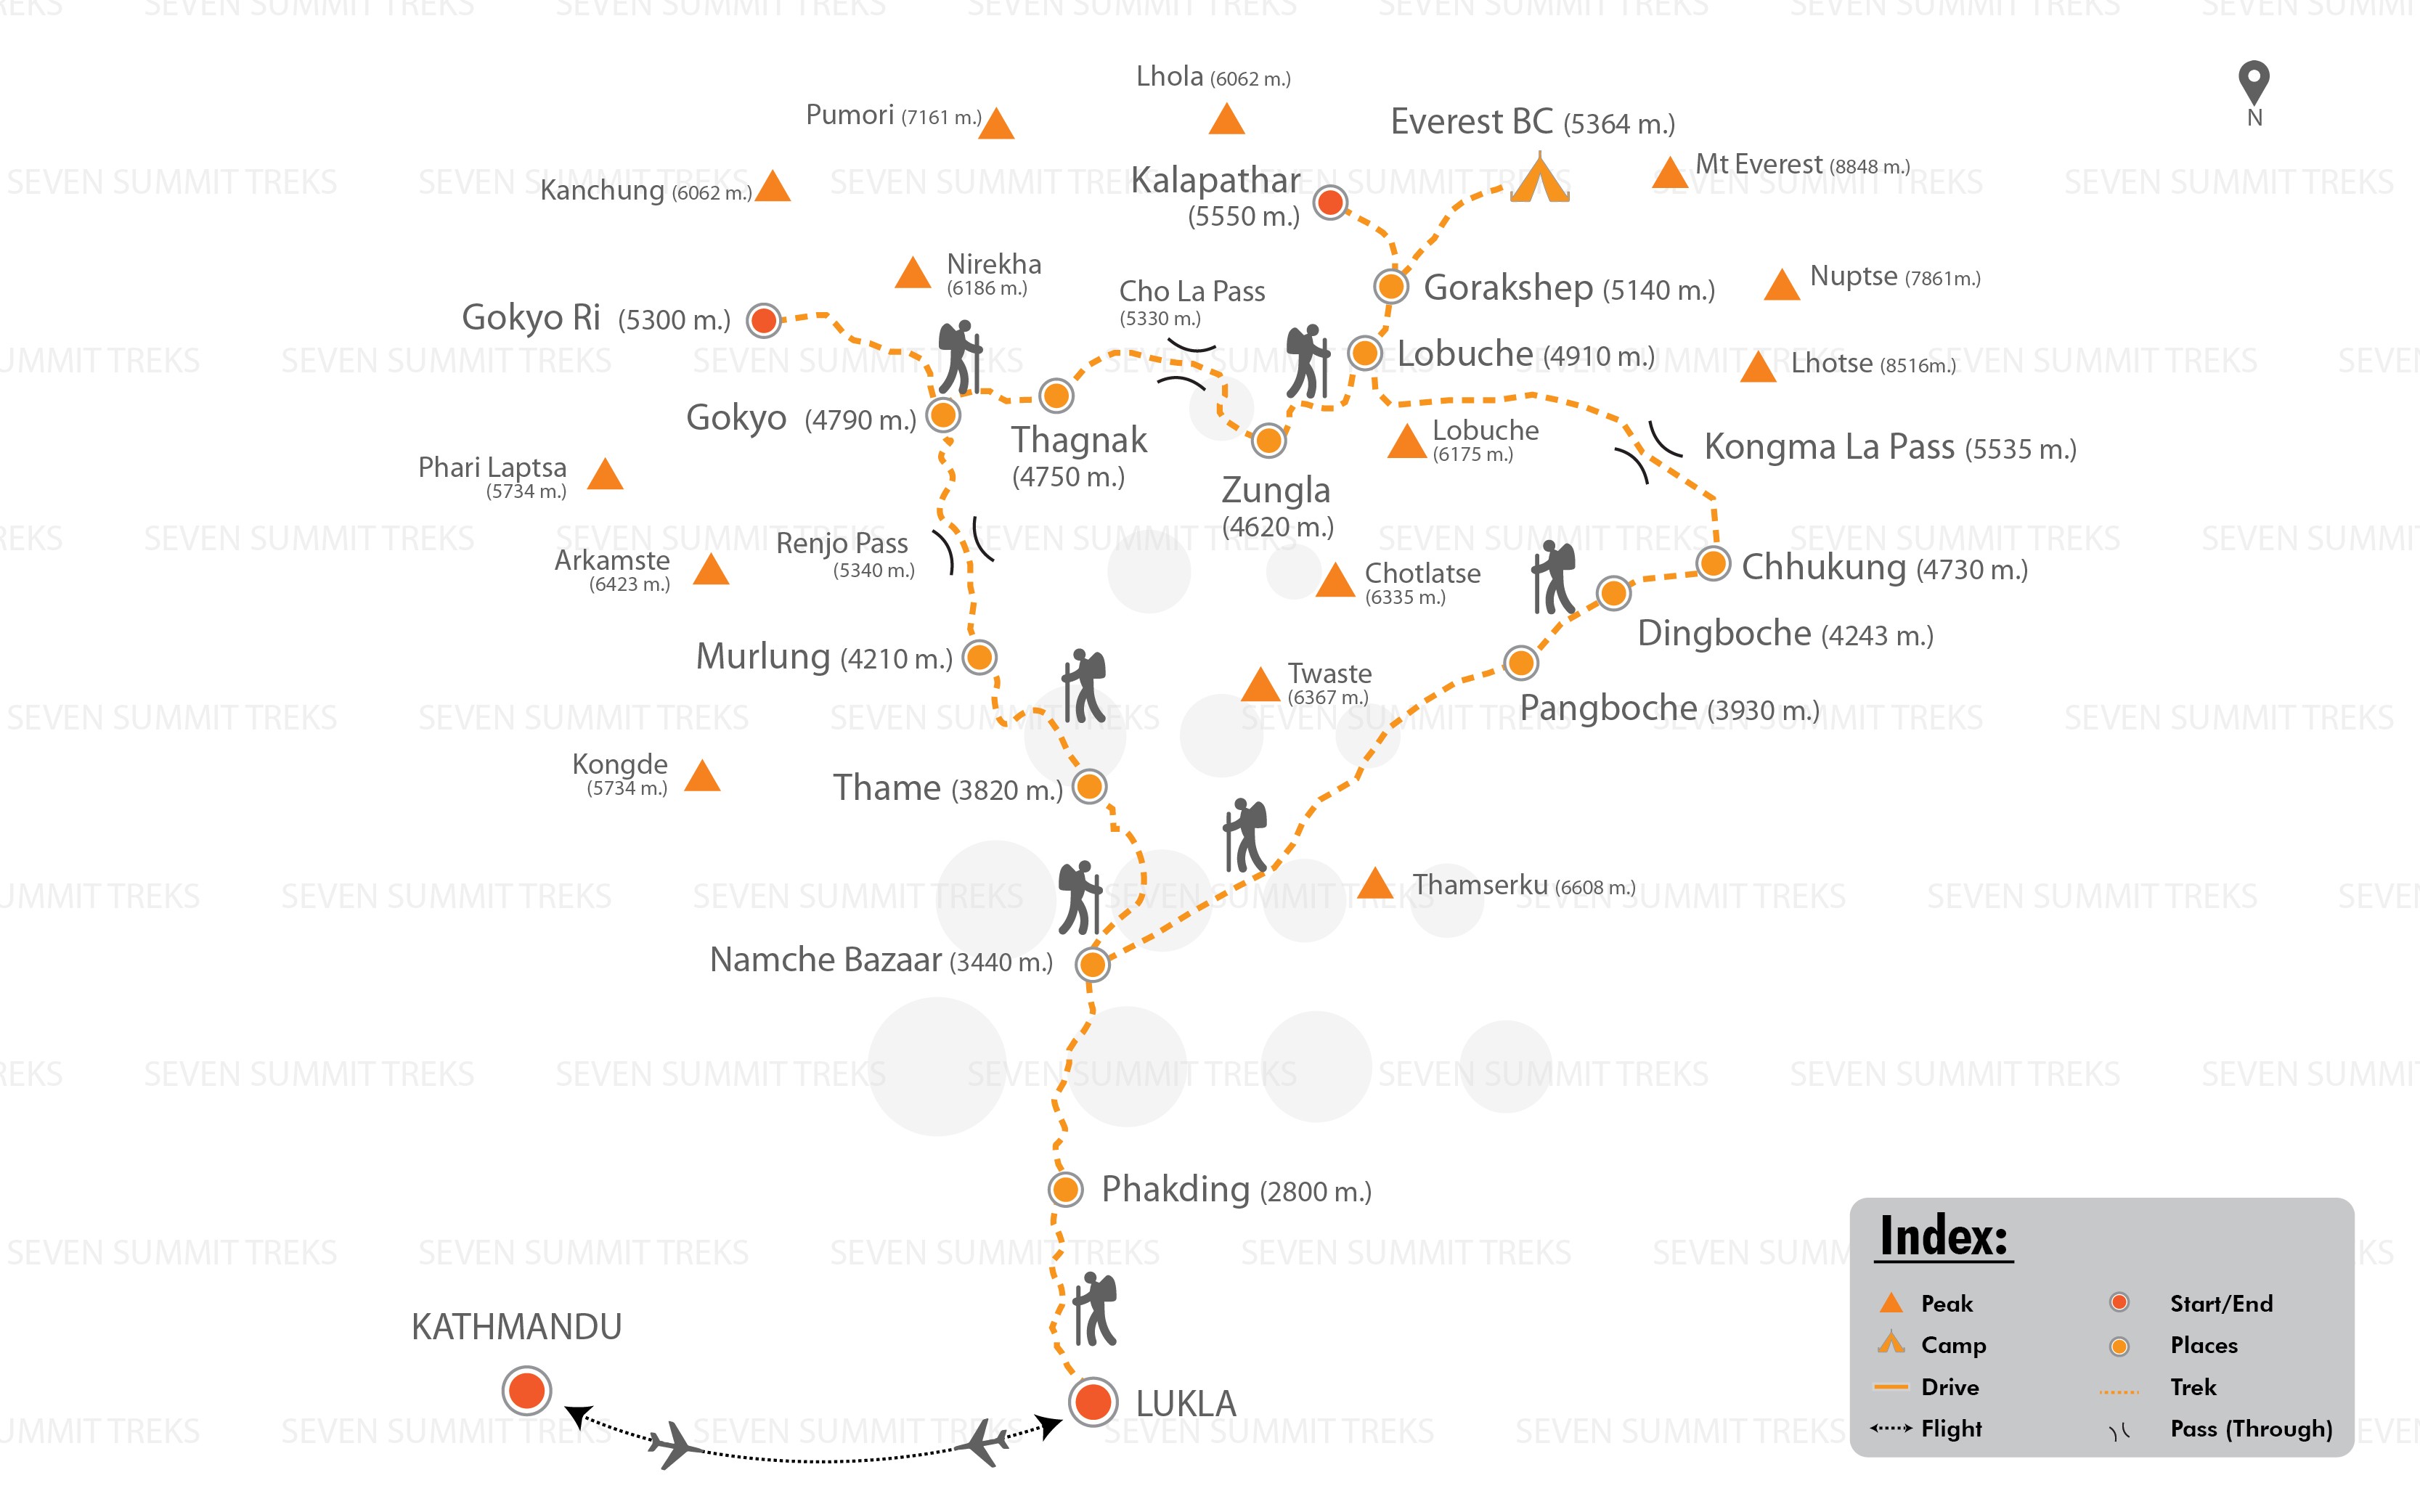 Lhola (6062 m.)
Pumori (7161 m.)
Everest BC (5364 m.)
Kalapathar
(5550 m.)
Mt Everest (8848 m.)
N
Kanchung (6062 m.)
Nirekha
(6186 m.)
Cho La Pass
(5330 m.)
Gorakshep (5140 m.)
Nuptse (7861m.)
Gokyo Ri (5300 m.)
Lobuche (4910 m.)
Lhotse (8516m.)
Gokyo (4790 m.)
Thagnak
(4750 m.)
Lobuche
(6175 m.)
Kongma La Pass (5535 m.)
Phari Laptsa
(5734 m.)
Zungla
(4620 m.)
Renjo Pass
(5340 m.)
Arkamste
(6423 m.)
Chotlatse
(6335 m.)
Chhukung (4730 m.)
Dingboche (4243 m.)
Murlung (4210 m.)
Twaste
(6367 m.)
Pangboche (3930 m.)
Kongde
(5734 m.)
Thame (3820 m.)
Thamserku (6608 m.)
Namche Bazaar (3440 m.)
Phakding (2800 m.)
KATHMANDU
LUKLA
Index:
Peak
Start/End
Camp
Places
Drive
Trek
Flight
Pass (Through)
SEVEN SUMMIT TREKS